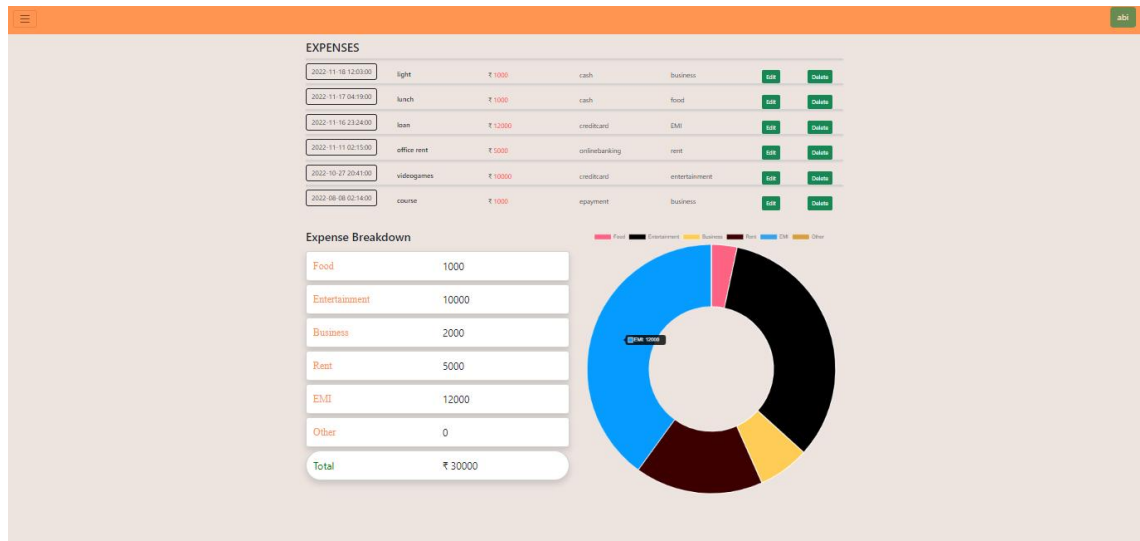 abi
EXPENSES
2022-11-18 12:03:00 light ₹ 1000 cash business Edit Delete
2022-11-17 04:19:00 lunch ₹ 1000 cash food Edit Delete
2022-11-16 23:24:00 loan ₹ 12000 creditcard EMI Edit Delete
2022-11-11 02:15:00 office rent ₹ 5000 onlinebanking rent Edit Delete
2022-10-27 20:41:00 videogames ₹ 10000 creditcard entertainment Edit Delete
2022-08-08 02:14:00 course ₹ 1000 epayment business Edit Delete
Expense Breakdown
Food Entertainment Business Rent EMI Other
Food 1000
Entertainment 10000
Business 2000
EMI: 12000
Rent 5000
EMI 12000
Other 0
Total ₹ 30000